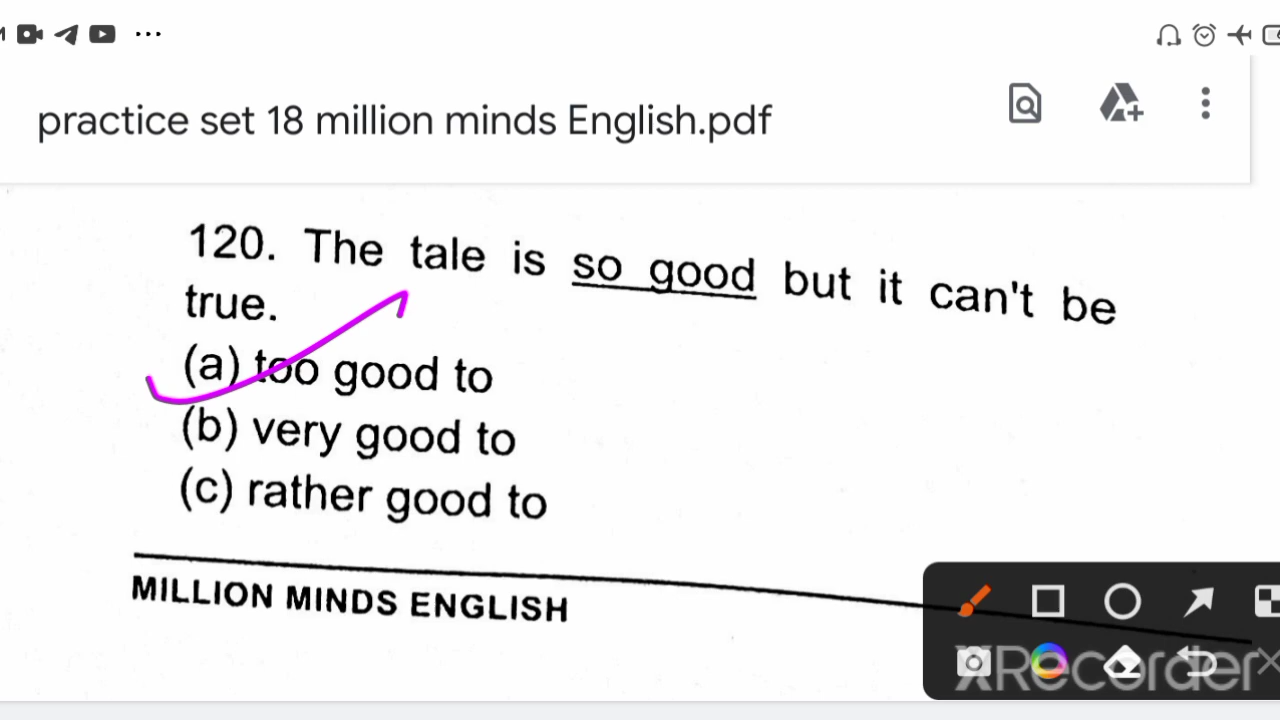 practice set 18 million minds English.pdf
120. The tale is so good but it can't be
true.
(a) too good to
(b) very good to
(c) rather good to
MILLION MINDS ENGLISH
XRecorder